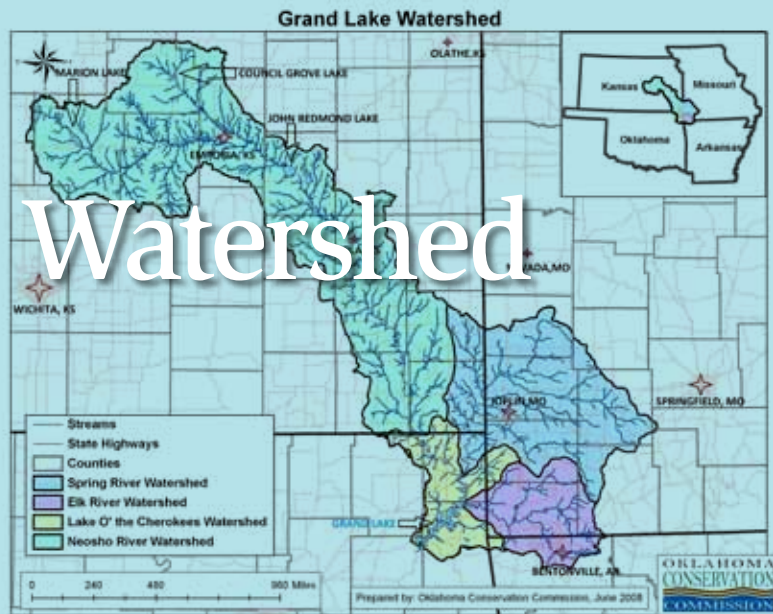 Grand Lake Watershed
OLATHE, KS
MARION LAKE
COUNCIL GROVE LAKE
JOHN REDMOND LAKE
EMPORIA, KS
Kansas
Missouri
Oklahoma
Arkansas
Watershed
WICHITA, KS
JOPLIN, MO
SPRINGFIELD, MO
Streams
State Highways
Counties
Spring River Watershed
Elk River Watershed
Lake O' the Cherokees Watershed
Neosho River Watershed
GRAND LAKE
BENTONVILLE, AR
0 240 480 960 Miles
Prepared by: Oklahoma Conservation Commission, June 2008
OKLAHOMA
CONSERVATION
COMMISSION